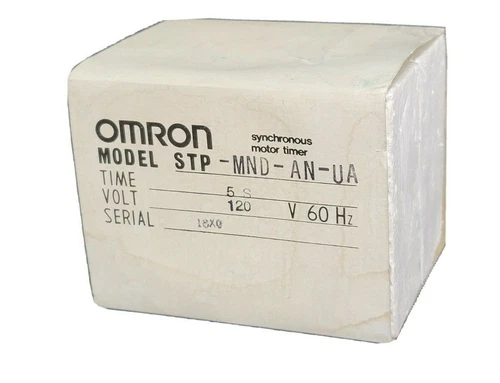 OMRON synchronous motor timer
MODEL STP-MND-AN-UA
TIME 5 S
VOLT 120 V 60 Hz
SERIAL 18X0